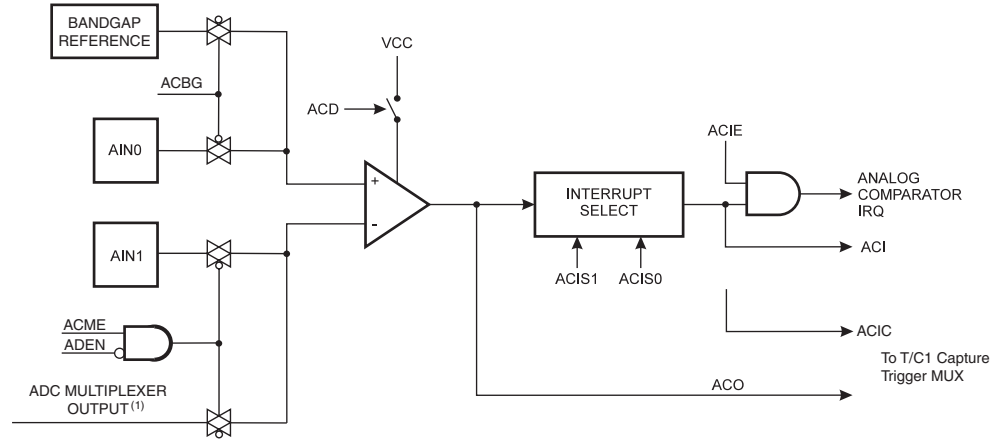 BANDGAP
REFERENCE
VCC
ACBG
ACD
AIN0
ACIE
+
INTERRUPT
SELECT
ANALOG
COMPARATOR
IRQ
-
AIN1
ACI
ACIS1
ACIS0
ACME
ADEN
ACIC
To T/C1 Capture
Trigger MUX
ACO
ADC MULTIPLEXER
OUTPUT(1)